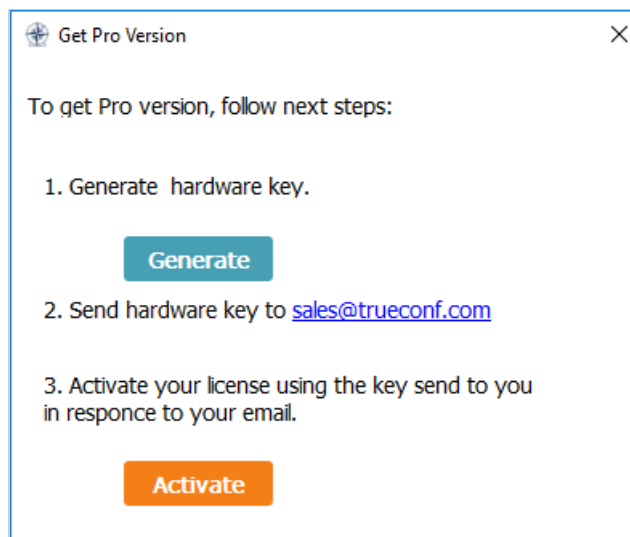 Get Pro Version
To get Pro version, follow next steps:
1. Generate hardware key.
Generate
2. Send hardware key to sales@trueconf.com
3. Activate your license using the key send to you
in responce to your email.
Activate